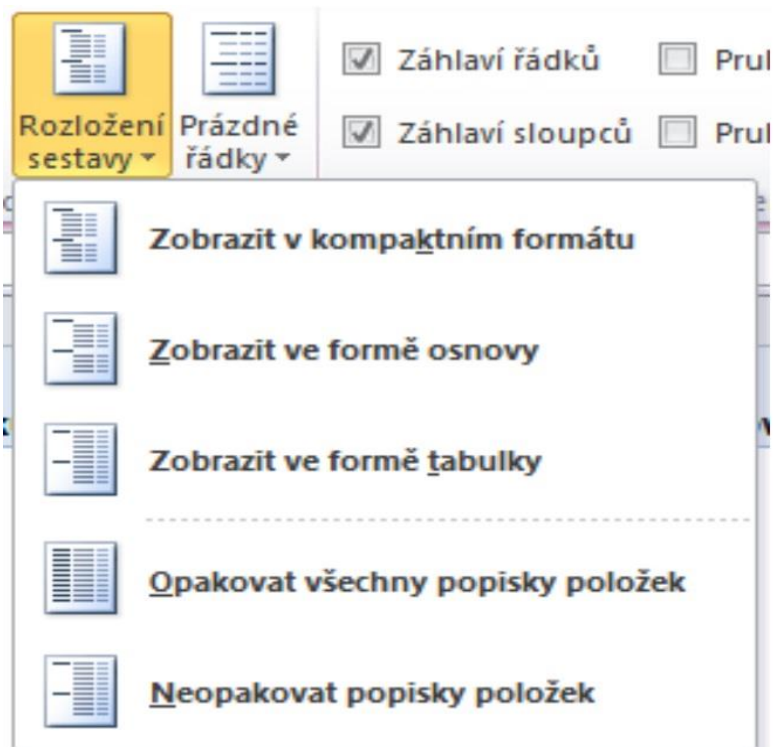 Rozložení sestavy
Prázdné řádky
Záhlaví řádků
Záhlaví sloupců
Zobrazit v kompaktním formátu
Zobrazit ve formě osnovy
Zobrazit ve formě tabulky
Opakovat všechny popisky položek
Neopakovat popisky položek